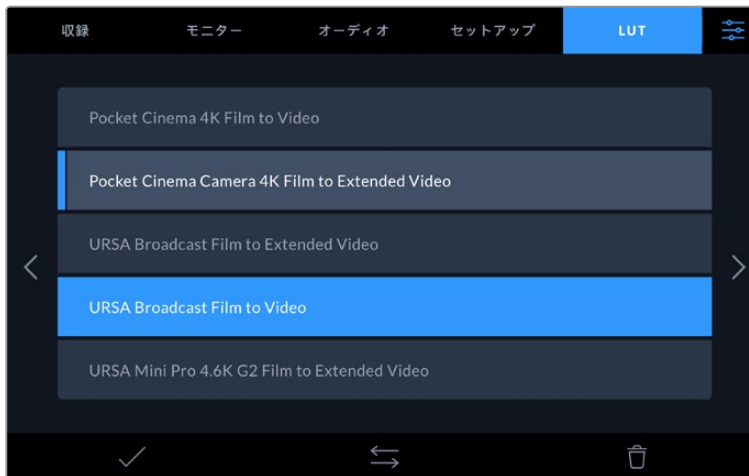 収録 モニター オーディオ セットアップ LUT
Pocket Cinema 4K Film to Video
Pocket Cinema Camera 4K Film to Extended Video
URSA Broadcast Film to Extended Video
URSA Broadcast Film to Video
URSA Mini Pro 4.6K G2 Film to Extended Video